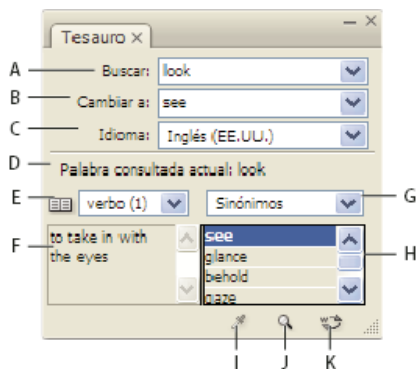 Tesauro
A Buscar: look
B Cambiar a: see
C Idioma: Inglés (EE.UU.)
D Palabra consultada actual: look
E verbo (1) Sinónimos G
F to take in with the eyes
see
glance H
behold
gaze
I J K